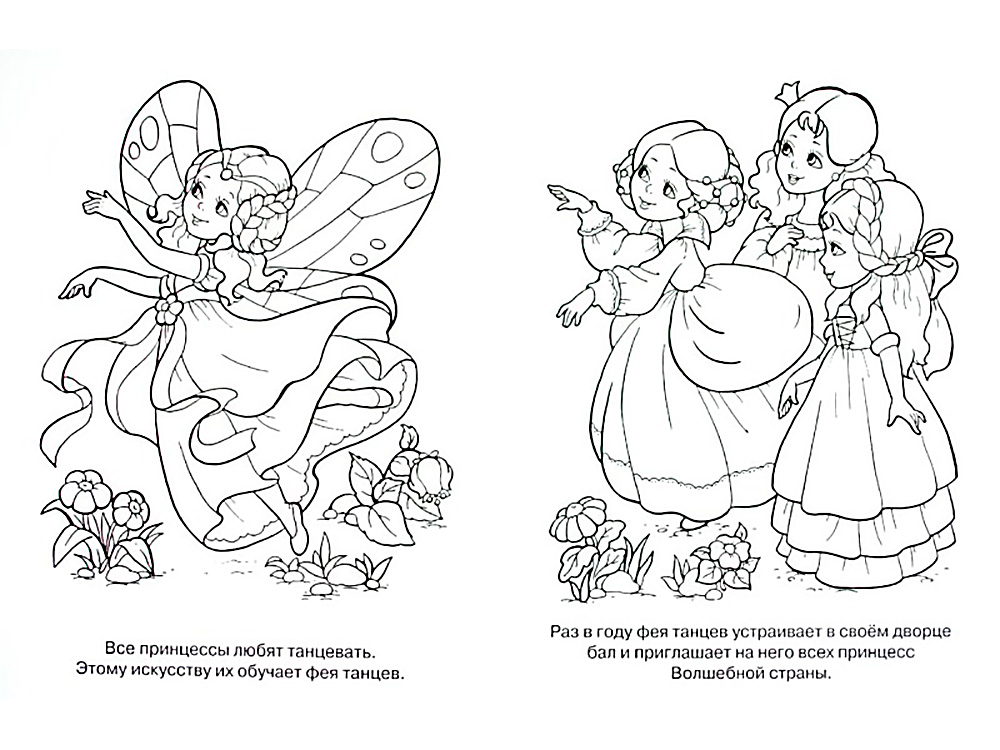 Все принцессы любят танцевать.
Этому искусству их обучает фея танцев.
Раз в году фея танцев устраивает в своём дворце
бал и приглашает на него всех принцесс
Волшебной страны.